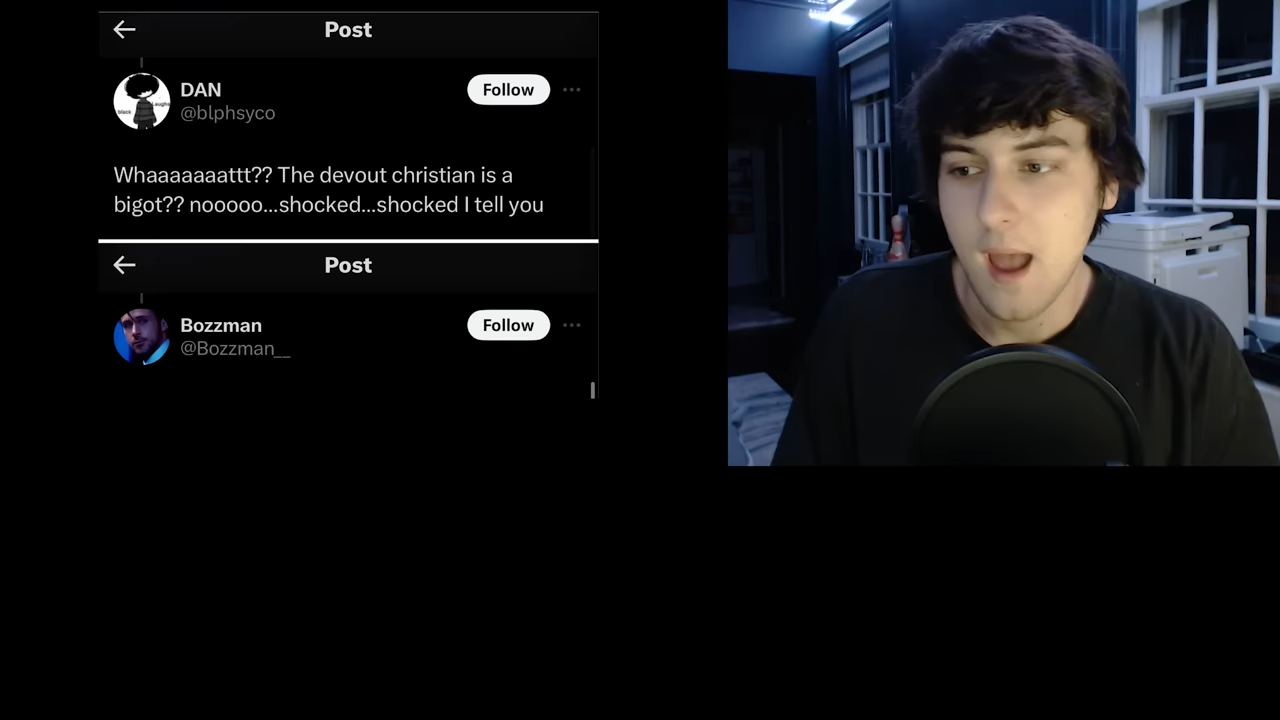 Post
DAN
Follow
@blphsyco
Whaaaaaaattt?? The devout christian is a
bigot?? nooooo...shocked...shocked I tell you
Post
Bozzman
Follow
@Bozzman__